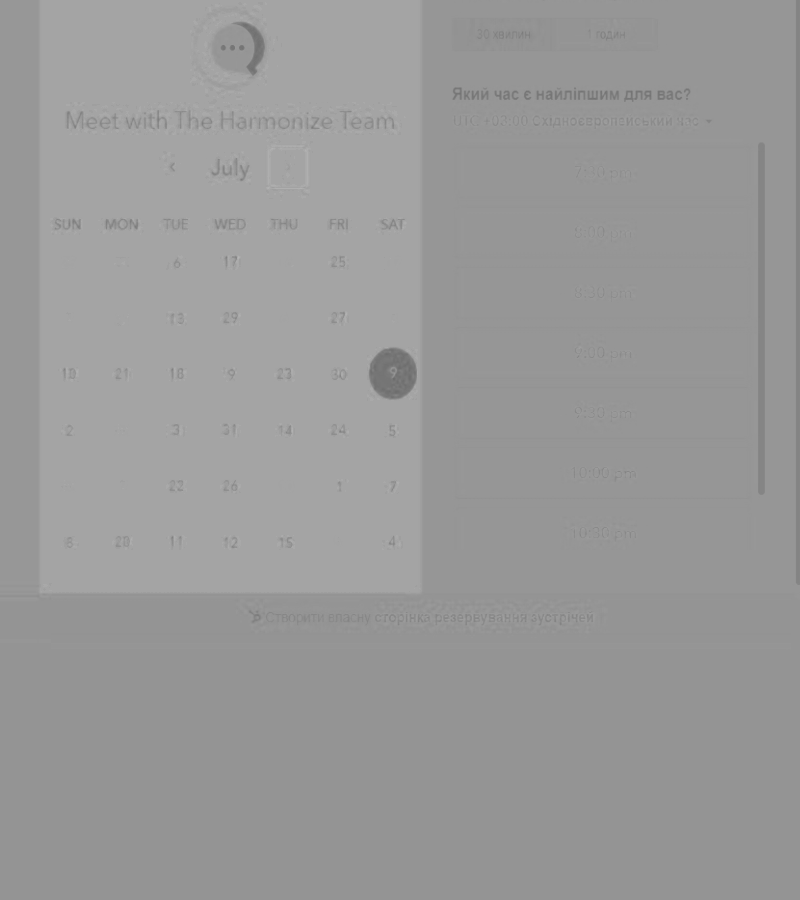 30 хвилин 1 годин
Який час є найліпшим для вас?
UTC +03:00 Східноєвропейський час
Meet with The Harmonize Team
July
SUN MON TUE WED THU FRI SAT
6 17 25
13 29 27
18 21 18 9 23 30 9
2 3 31 14 24 5
22 26 1 7
8 28 11 12 15 4
7:30 pm
8:00 pm
8:30 pm
9:00 pm
9:30 pm
10:00 pm
10:30 pm
Створити власну сторінка резервування зустрічей